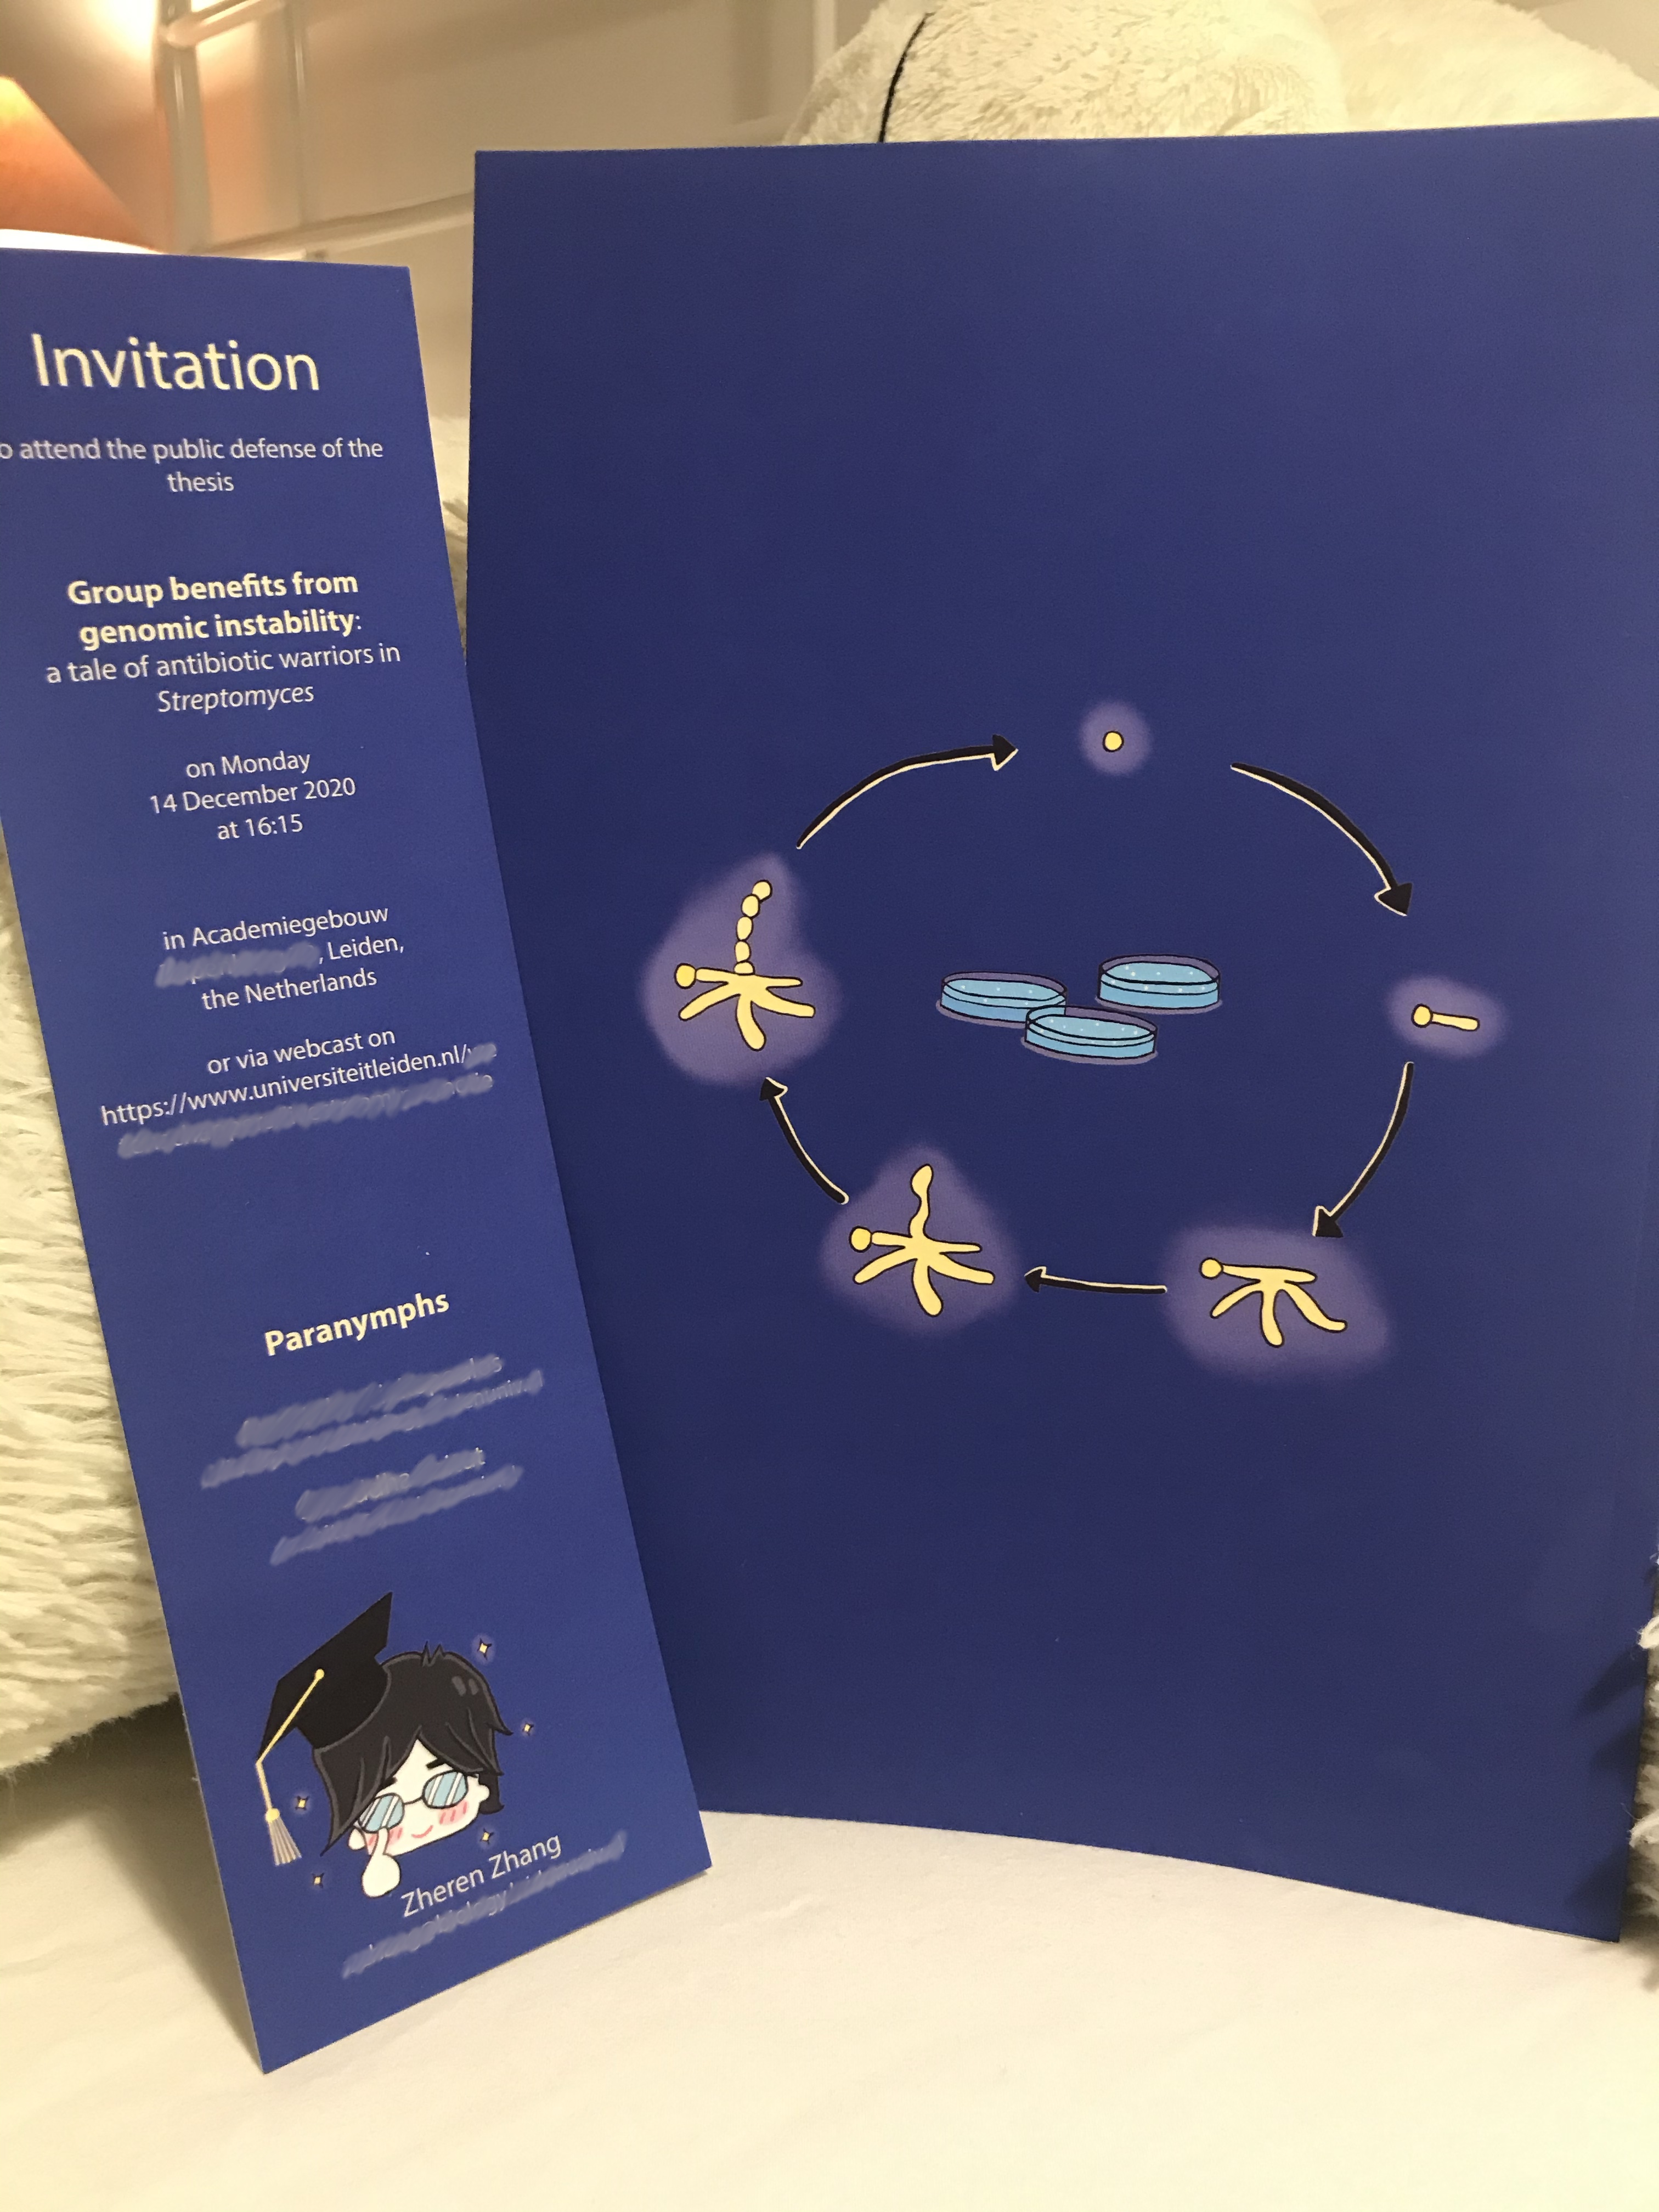 Invitation
o attend the public defense of the
thesis
Group benefits from
genomic instability:
a tale of antibiotic warriors in
Streptomyces
on Monday
14 December 2020
at 16:15
in Academiegebouw
, Leiden,
the Netherlands
or via webcast on
https://www.universiteitleiden.nl/
Paranymphs
Zheren Zhang